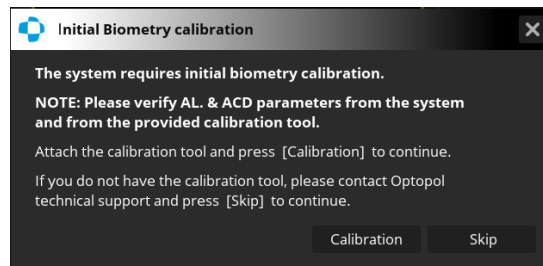 Initial Biometry calibration
The system requires initial biometry calibration.
NOTE: Please verify AL. & ACD parameters from the system
and from the provided calibration tool.
Attach the calibration tool and press [Calibration] to continue.
If you do not have the calibration tool, please contact Optopol
technical support and press [Skip] to continue.
Calibration Skip